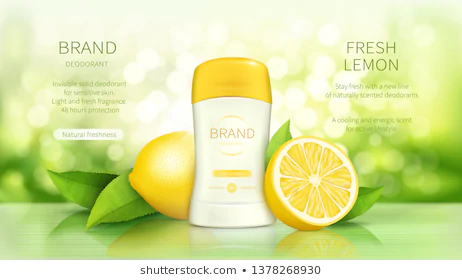 BRAND
DEODORANT
Invisible solid deodorant
for sensitive skin.
Light and fresh fragrance
48 hours protection
Natural freshness
FRESH
LEMON
Stay fresh with a new line
of naturally scented deodorants
A cooling and energic scent
for active lifestyle
BRAND
shutterstock.com • 1378268930